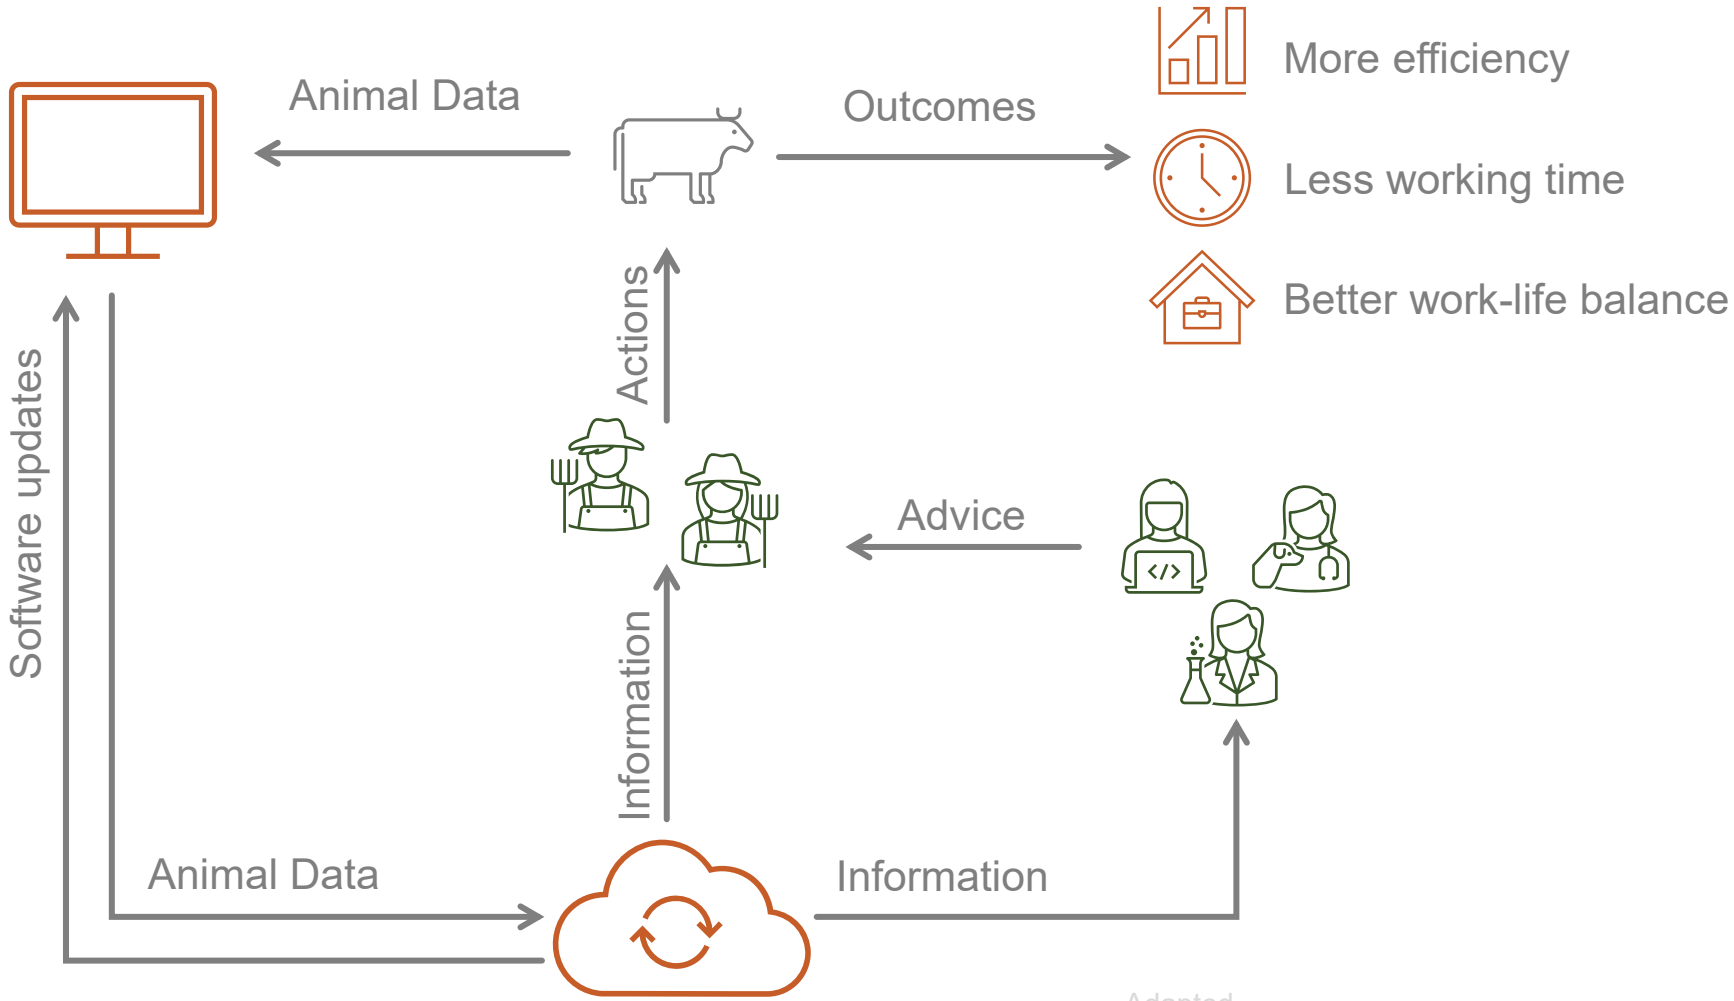 More efficiency
Animal Data
Outcomes
Less working time
Better work-life balance
Actions
Software updates
Advice
</>
Information
Animal Data
Information